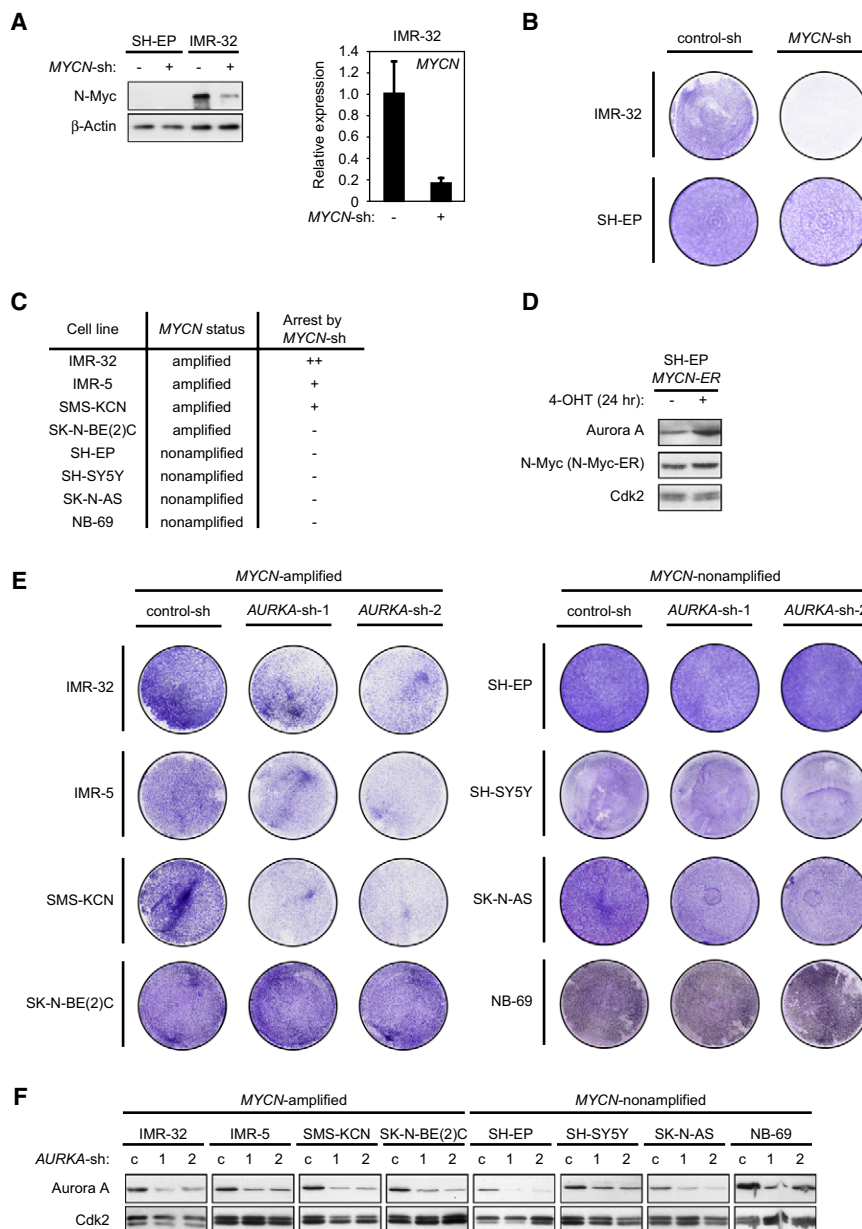 A
SH-EP IMR-32
MYCN-sh: - + - +
N-Myc
β-Actin
IMR-32
MYCN
Relative expression
1.4
1.2
1.0
0.8
0.6
0.4
0.2
0
MYCN-sh: - +
B
control-sh MYCN-sh
IMR-32
SH-EP
C
Cell line MYCN status Arrest by MYCN-sh
IMR-32 amplified ++
IMR-5 amplified +
SMS-KCN amplified +
SK-N-BE(2)C amplified -
SH-EP nonamplified -
SH-SY5Y nonamplified -
SK-N-AS nonamplified -
NB-69 nonamplified -
D
SH-EP
MYCN-ER
4-OHT (24 hr): - +
Aurora A
N-Myc (N-Myc-ER)
Cdk2
E
MYCN-amplified
control-sh AURKA-sh-1 AURKA-sh-2
IMR-32
IMR-5
SMS-KCN
SK-N-BE(2)C
MYCN-nonamplified
control-sh AURKA-sh-1 AURKA-sh-2
SH-EP
SH-SY5Y
SK-N-AS
NB-69
F
MYCN-amplified MYCN-nonamplified
IMR-32 IMR-5 SMS-KCN SK-N-BE(2)C SH-EP SH-SY5Y SK-N-AS NB-69
AURKA-sh: c 1 2 c 1 2 c 1 2 c 1 2 c 1 2 c 1 2 c 1 2 c 1 2
Aurora A
Cdk2